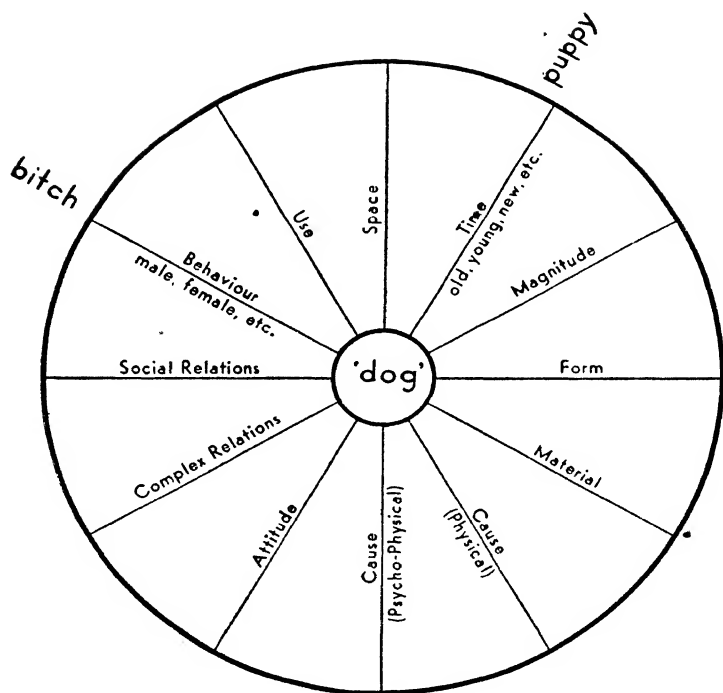 puppy
bitch
Use
Space
Time
old, young, new, etc.
Magnitude
Behaviour
male, female, etc.
Social Relations
'dog'
Form
Complex Relations
Material
Attitude
Cause
(Psycho-Physical)
Cause
(Physical)